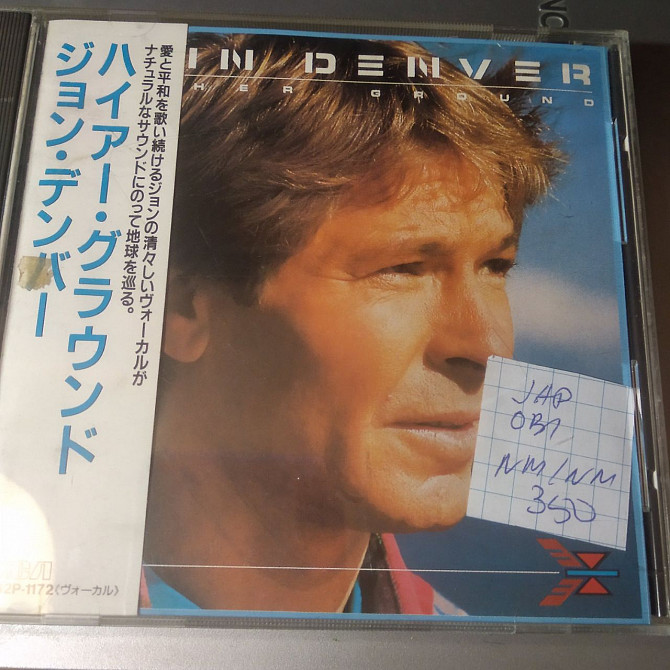 ハイアー・グラウンド
ジョン・デンバー
愛と平和を歌い続けるジョンの清々しいヴォーカルが
ナチュラルなサウンドにのって地球を巡る。
IN DENVER
HER GROUND
JAP
OBI
NM/NM
350
2P-1172(ヴォーカル)